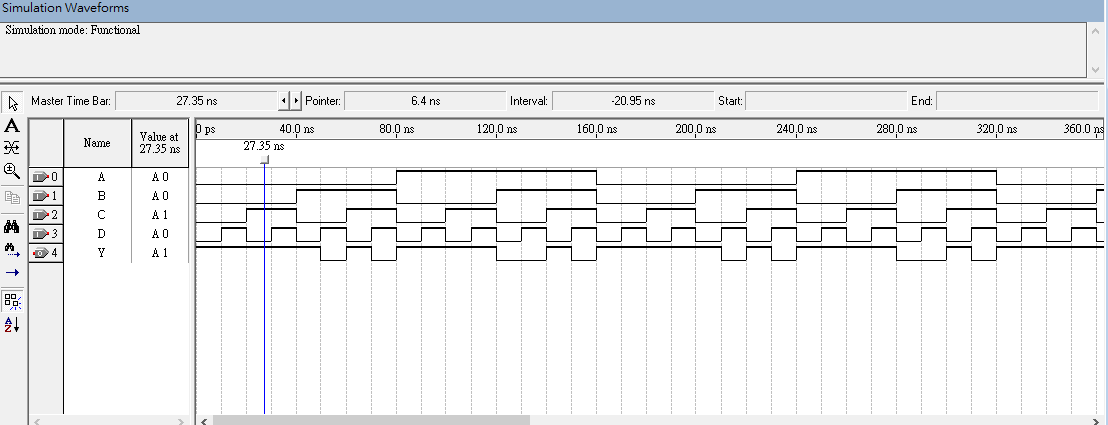 Simulation Waveforms
Simulation mode: Functional
Master Time Bar: 27.35 ns Pointer: 6.4 ns Interval: -20.95 ns Start: End:
Name Value at 27.35 ns
0 ps 40.0 ns 80.0 ns 120.0 ns 160.0 ns 200.0 ns 240.0 ns 280.0 ns 320.0 ns 360.0 ns
27.35 ns
0 A A 0
1 B A 0
2 C A 1
3 D A 0
4 Y A 1